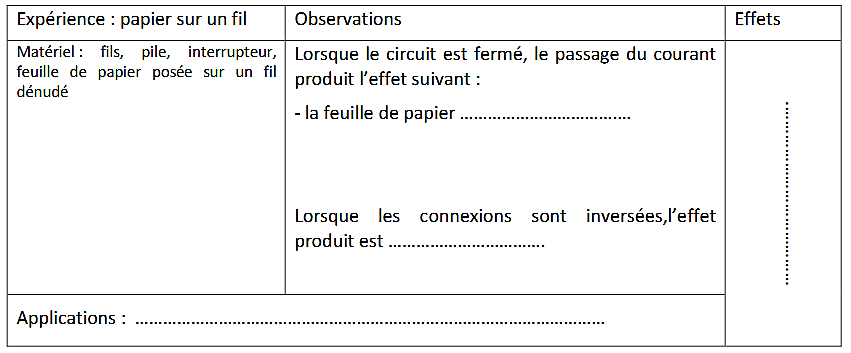 Expérience : papier sur un fil
Observations
Effets
Matériel : fils, pile, interrupteur,
feuille de papier posée sur un fil
dénudé
Lorsque le circuit est fermé, le passage du courant
produit l’effet suivant :
- la feuille de papier ……………………………….…
Lorsque les connexions sont inversées,l’effet
produit est …………………………….
Applications : …………………………………………………………………………………………